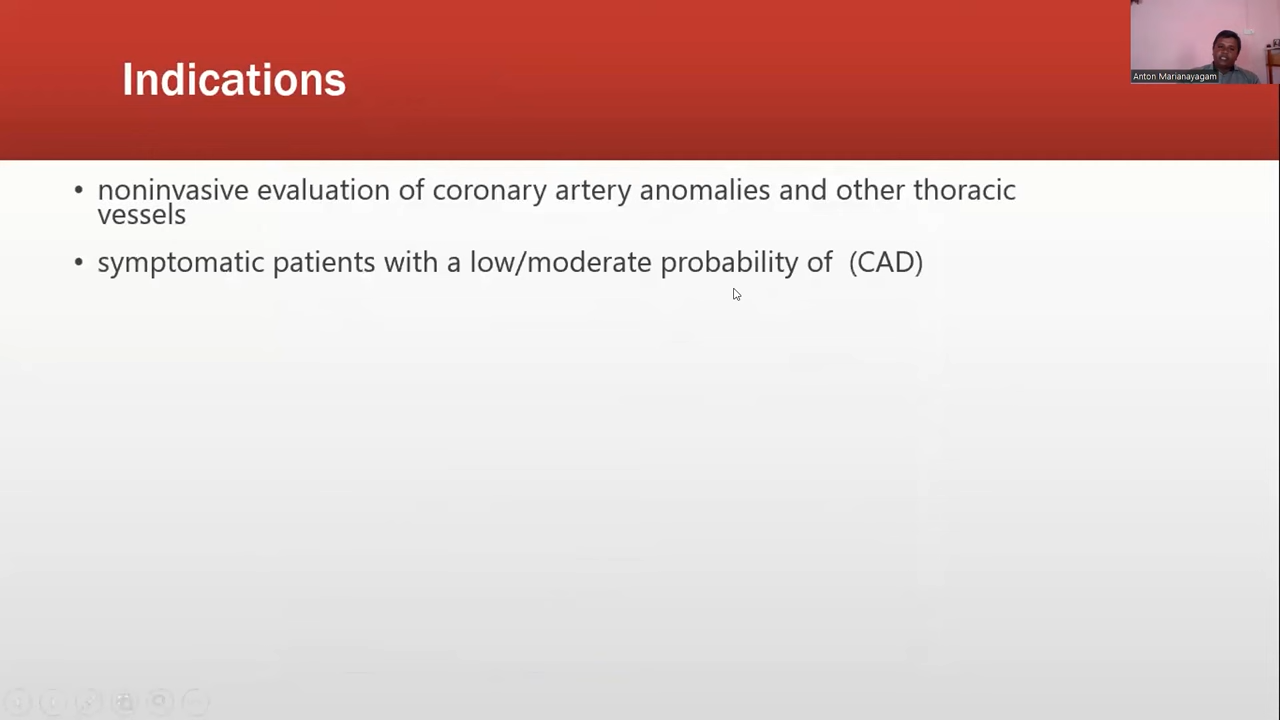 Indications
Anton Marianayagam
• noninvasive evaluation of coronary artery anomalies and other thoracic
vessels
• symptomatic patients with a low/moderate probability of (CAD)